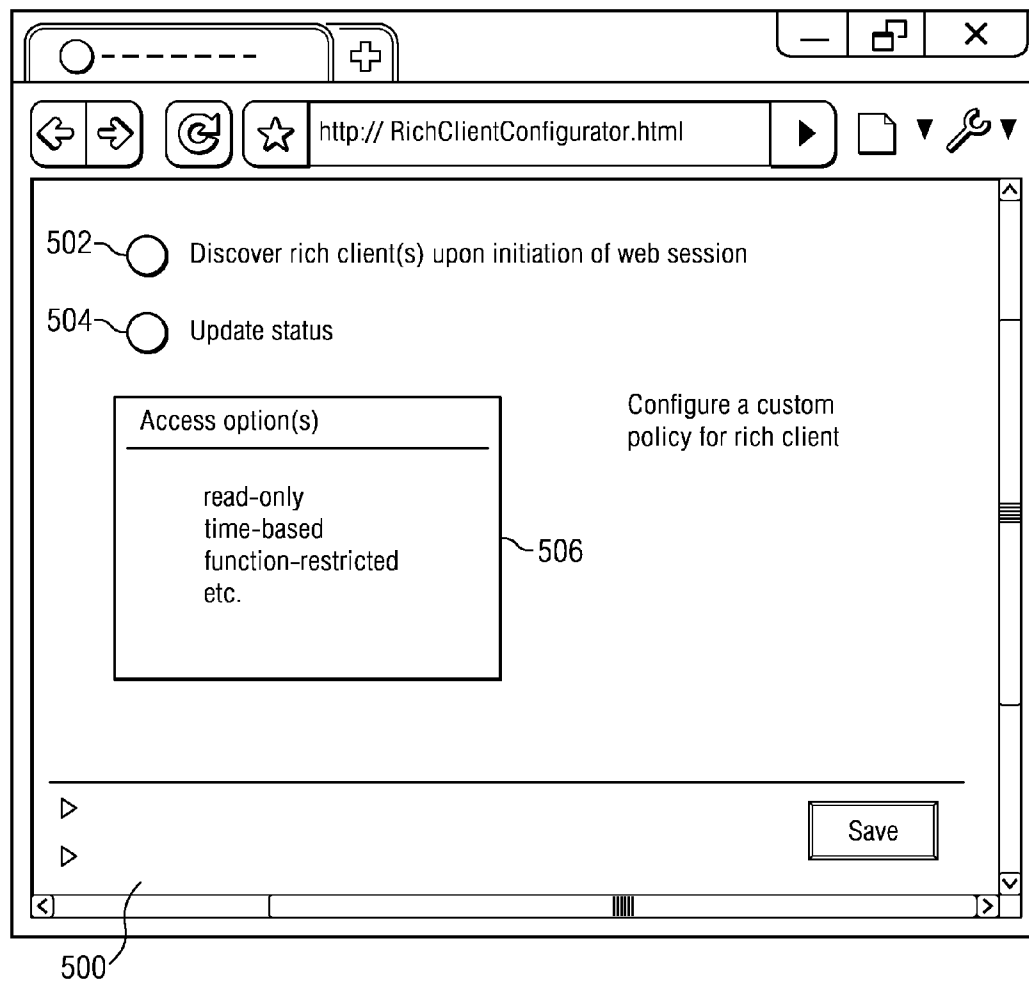 http:// RichClientConfigurator.html
502
Discover rich client(s) upon initiation of web session
504
Update status
Access option(s)
read-only
time-based
function-restricted
etc.
506
Configure a custom
policy for rich client
Save
500